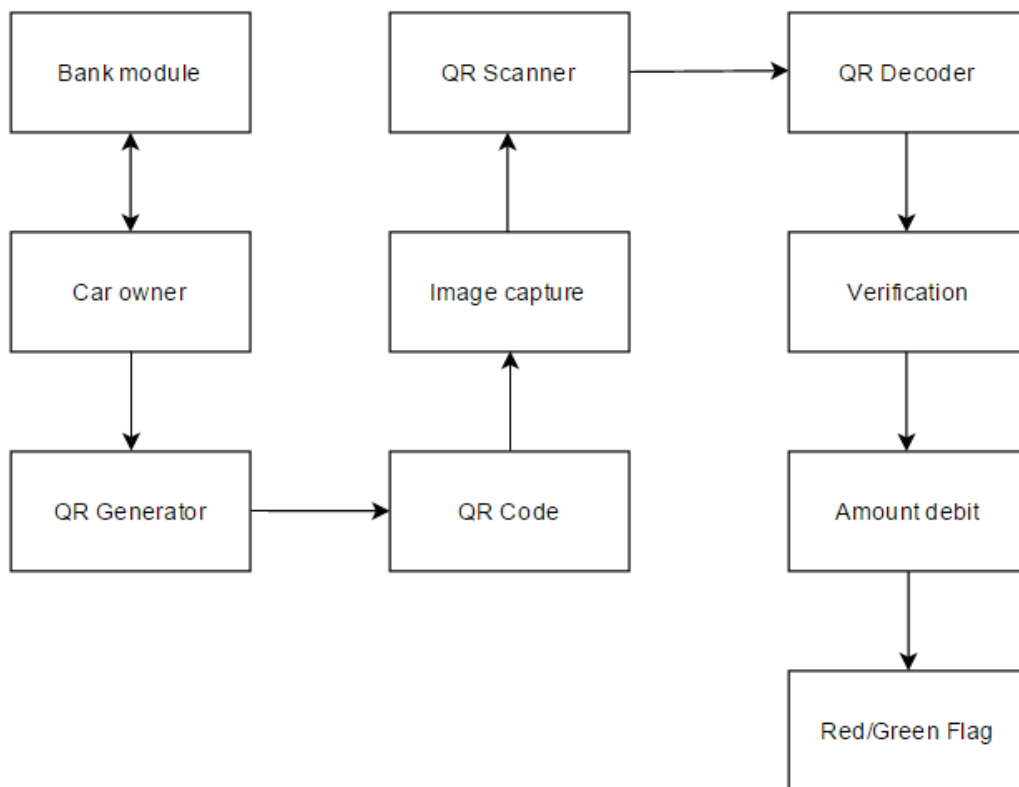 Bank module
QR Scanner
QR Decoder
Car owner
Image capture
Verification
QR Generator
QR Code
Amount debit
Red/Green Flag